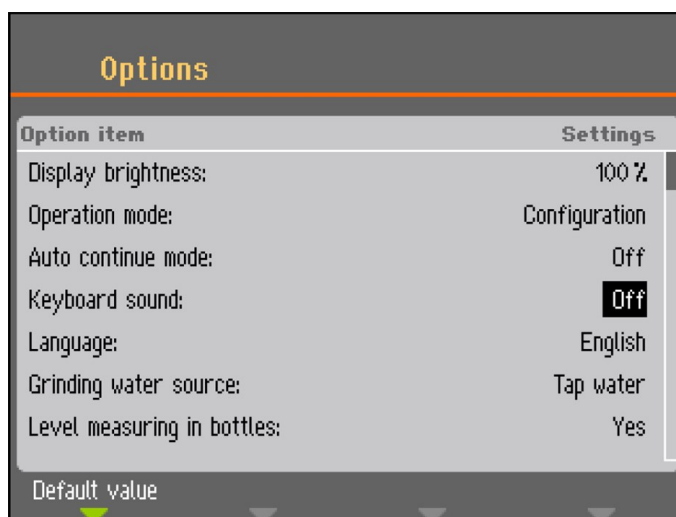 Options
Option item Settings
Display brightness: 100 %
Operation mode: Configuration
Auto continue mode: Off
Keyboard sound: Off
Language: English
Grinding water source: Tap water
Level measuring in bottles: Yes
Default value